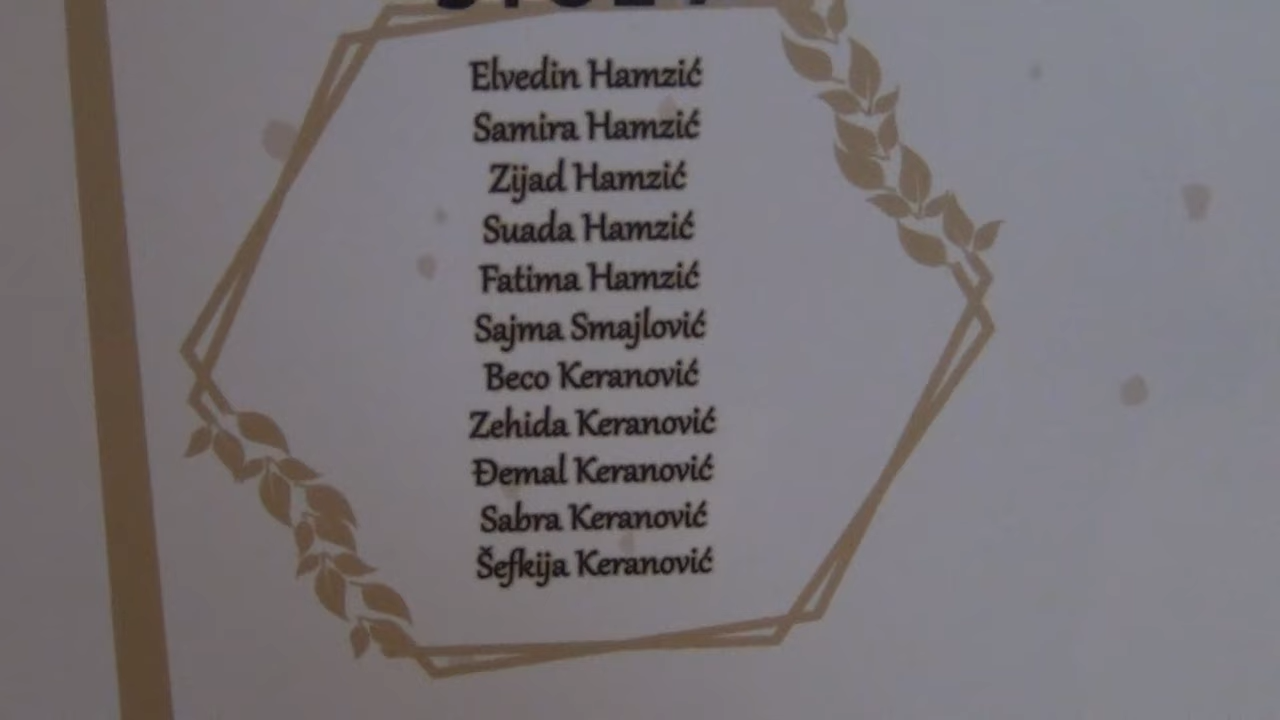 Elvedin Hamzić
Samira Hamzić
Zijad Hamzić
Suada Hamzić
Fatima Hamzić
Sajma Smajlović
Beco Keranović
Zehida Keranović
Đemal Keranović
Sabra Keranović
Šefkija Keranović